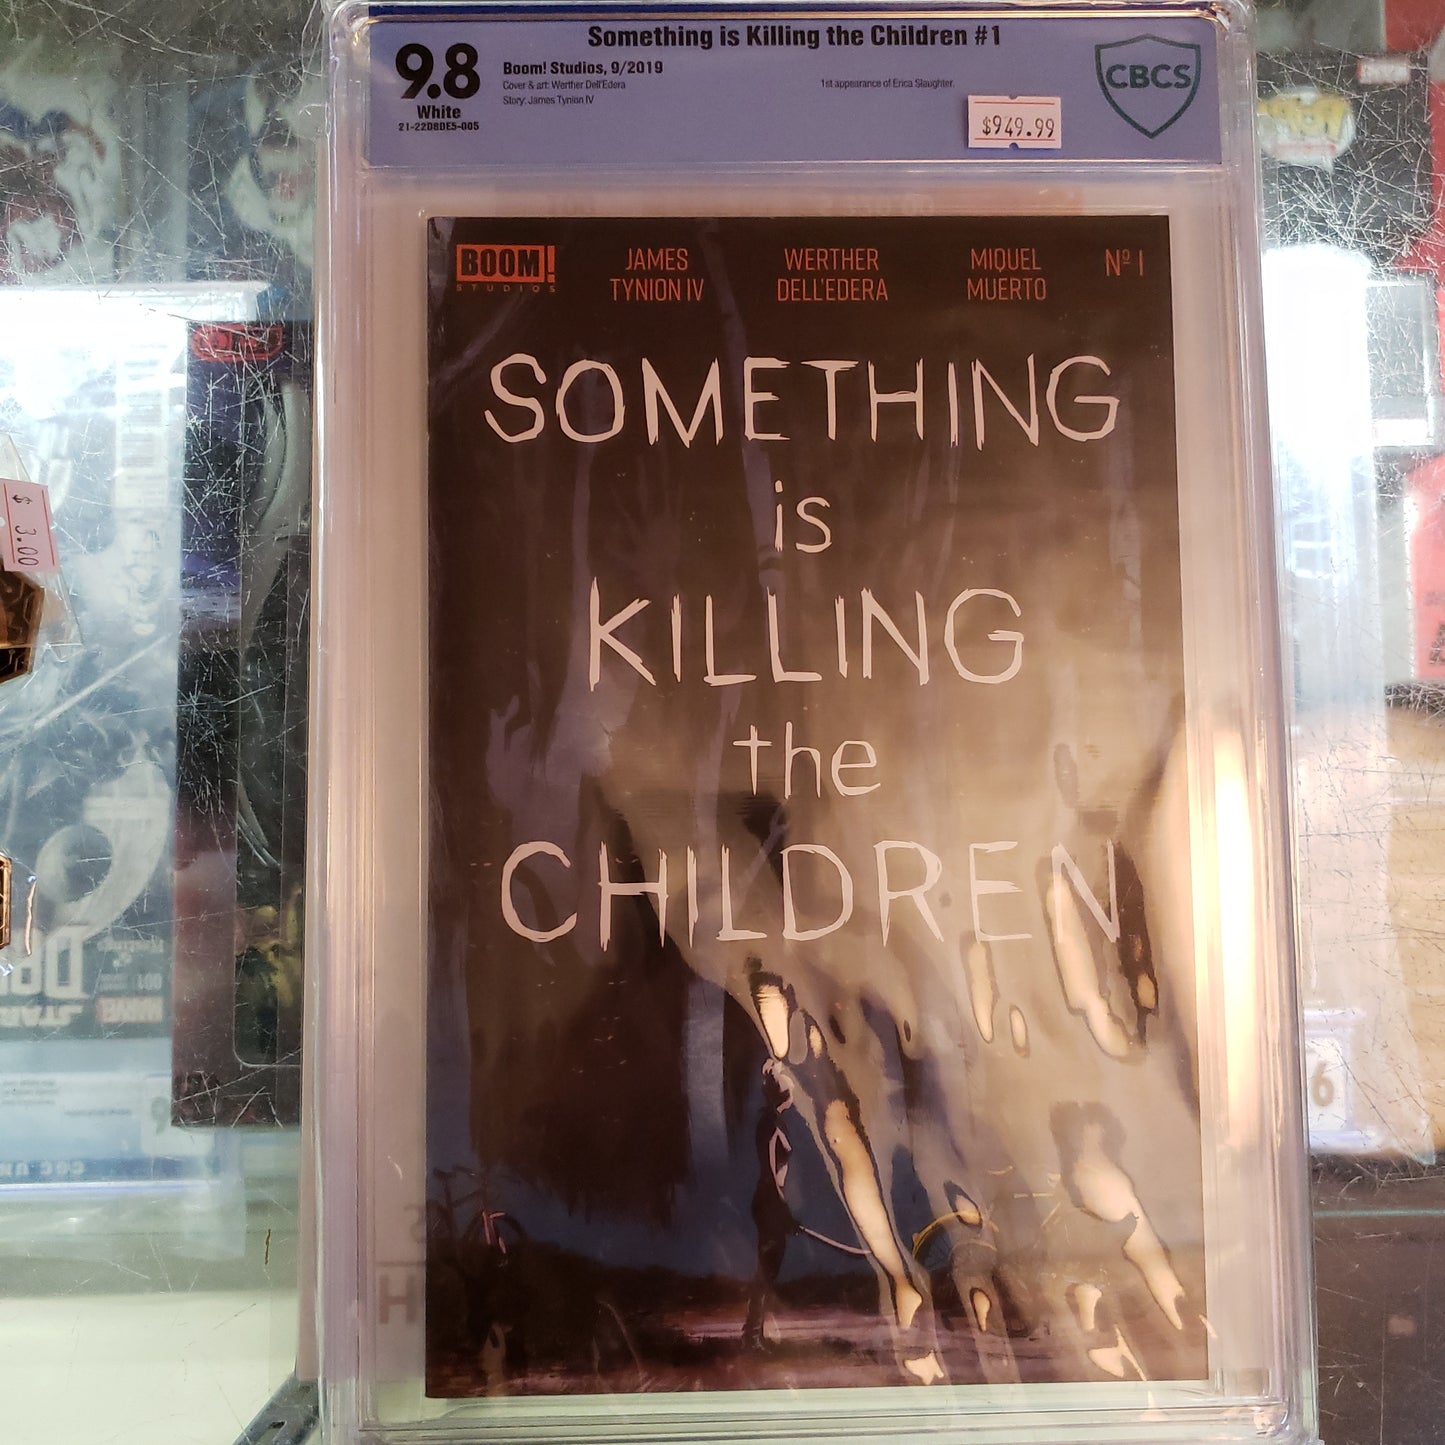 Something is Killing the Children #1
9.8
White
21-22D8DE5-005
Boom! Studios, 9/2019
Cover & art: Werther Dell'Edera
Story: James Tynion IV
1st appearance of Erica Slaughter.
$949.99
CBCS
BOOM!
STUDIOS
JAMES
TYNION IV
WERTHER
DELL'EDERA
MIQUEL
MUERTO
Nº 1
SOMETHING
is
KILLING
the
CHILDREN
$ 3.00
6